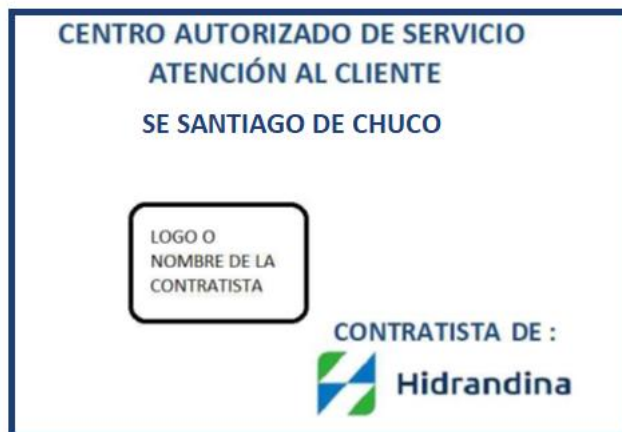 CENTRO AUTORIZADO DE SERVICIO
ATENCIÓN AL CLIENTE
SE SANTIAGO DE CHUCO
LOGO O
NOMBRE DE LA
CONTRATISTA
CONTRATISTA DE :
Hidrandina